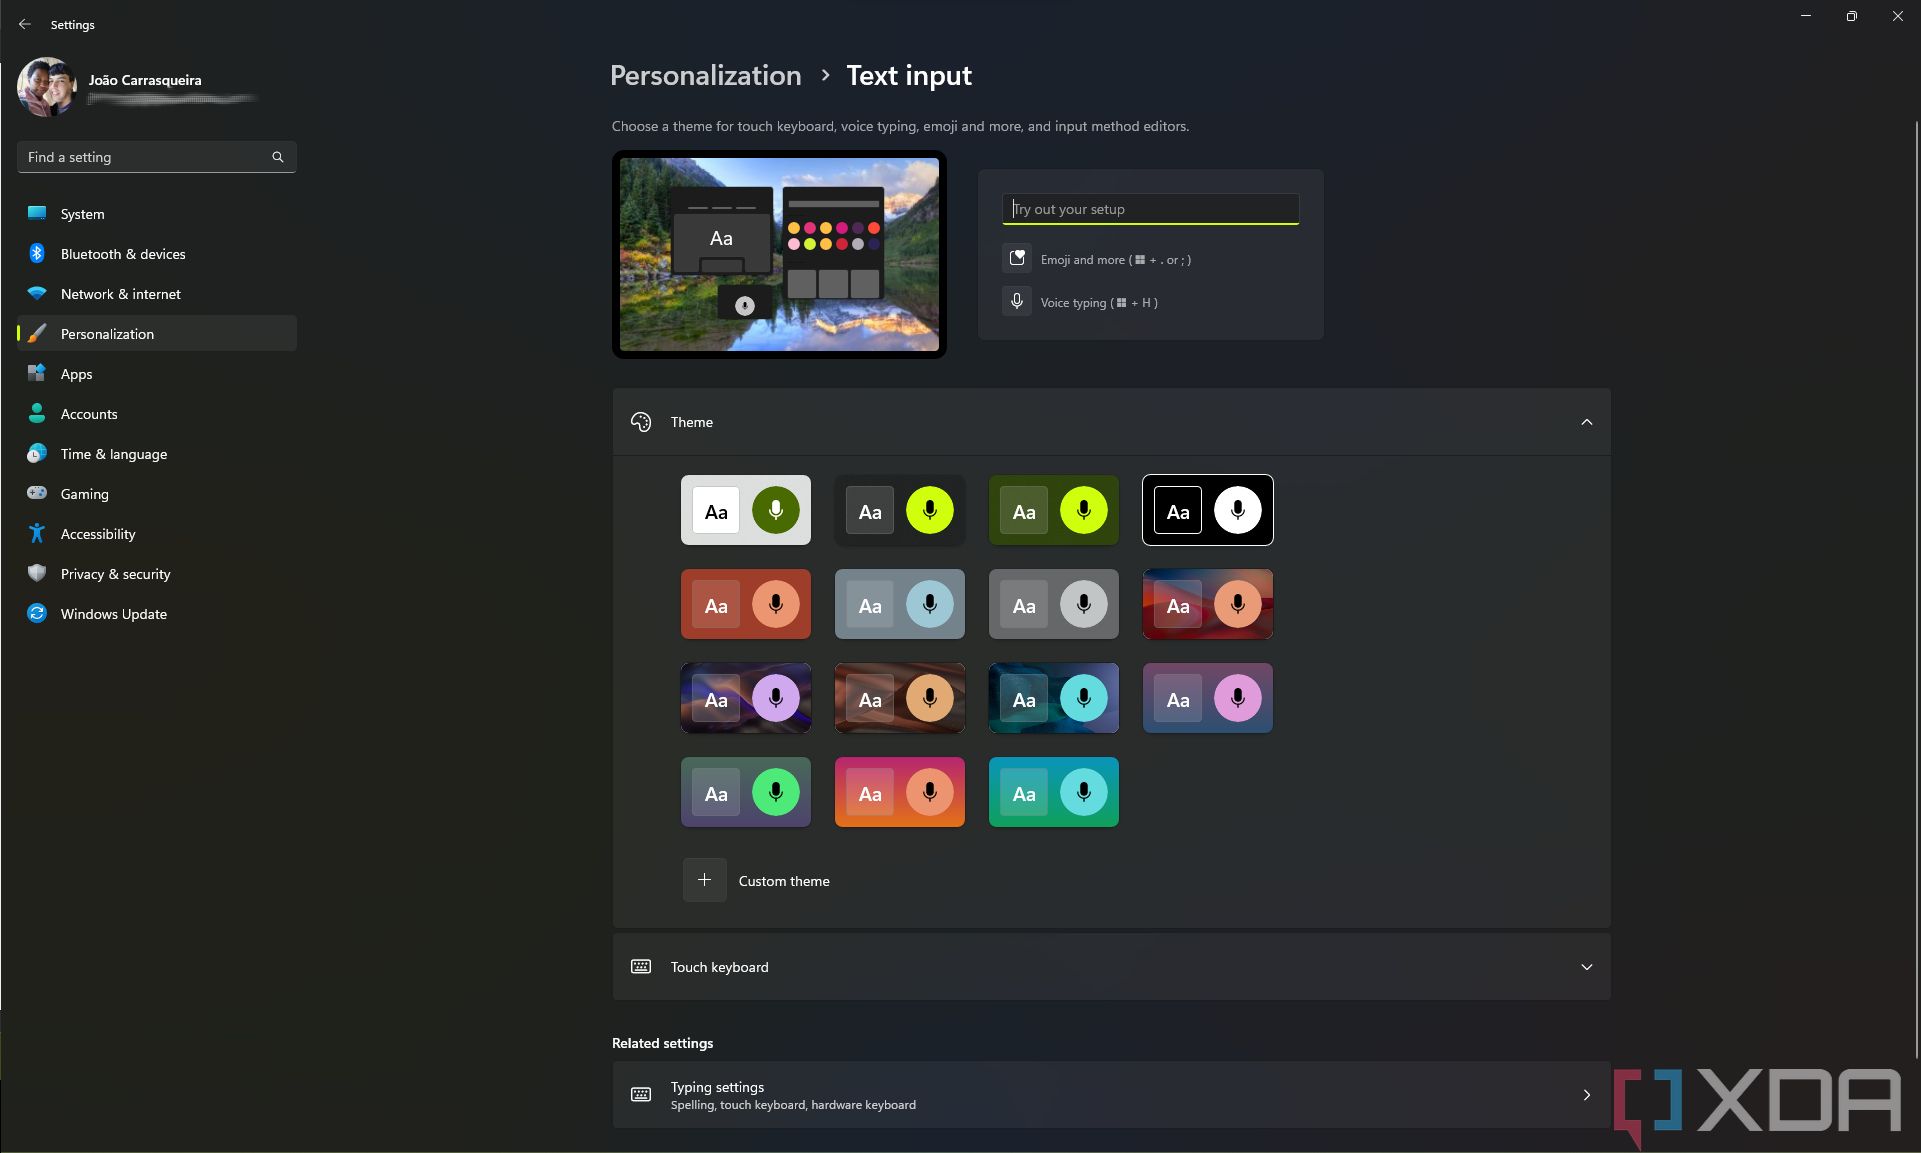 Settings
João Carrasqueira
Find a setting
System
Bluetooth & devices
Network & internet
Personalization
Apps
Accounts
Time & language
Gaming
Accessibility
Privacy & security
Windows Update
Personalization > Text input
Choose a theme for touch keyboard, voice typing, emoji and more, and input method editors.
Aa
Try out your setup
Emoji and more ( + . or ; )
Voice typing ( + H )
Theme
Aa Aa Aa Aa
Aa Aa Aa Aa
Aa Aa Aa Aa
Aa Aa Aa
Custom theme
Touch keyboard
Related settings
Typing settings
Spelling, touch keyboard, hardware keyboard
XDA